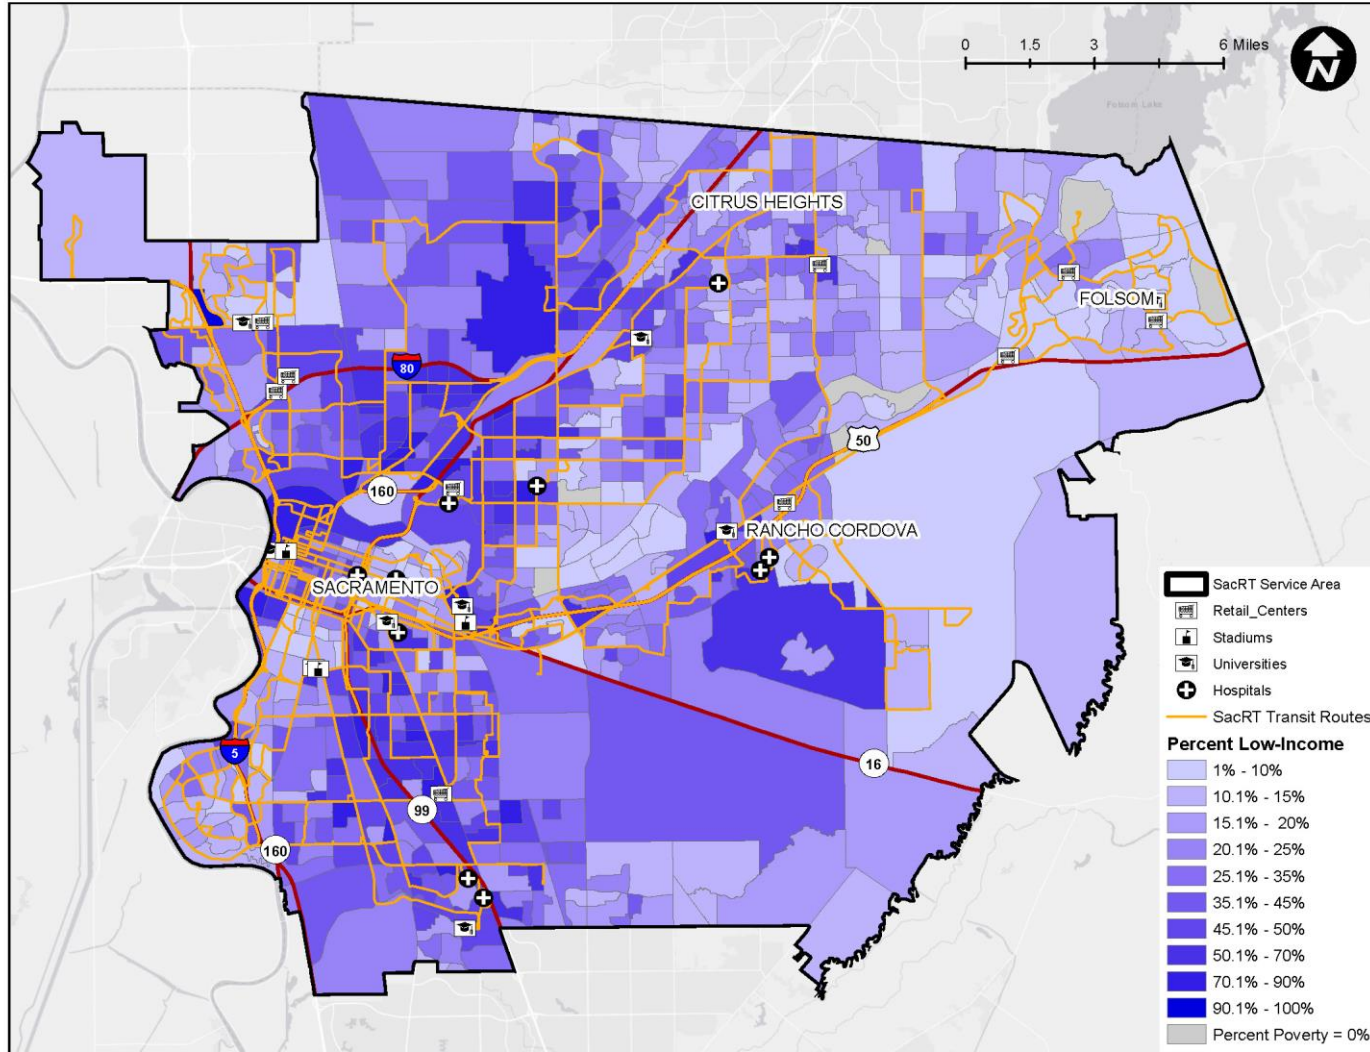 0 1.5 3 6 Miles
N
Folsom Lake
CITRUS HEIGHTS
FOLSOM
80
50
160
RANCHO CORDOVA
SACRAMENTO
5
16
99
160
SacRT Service Area
Retail_Centers
Stadiums
Universities
Hospitals
SacRT Transit Routes
Percent Low-Income
1% - 10%
10.1% - 15%
15.1% - 20%
20.1% - 25%
25.1% - 35%
35.1% - 45%
45.1% - 50%
50.1% - 70%
70.1% - 90%
90.1% - 100%
Percent Poverty = 0%